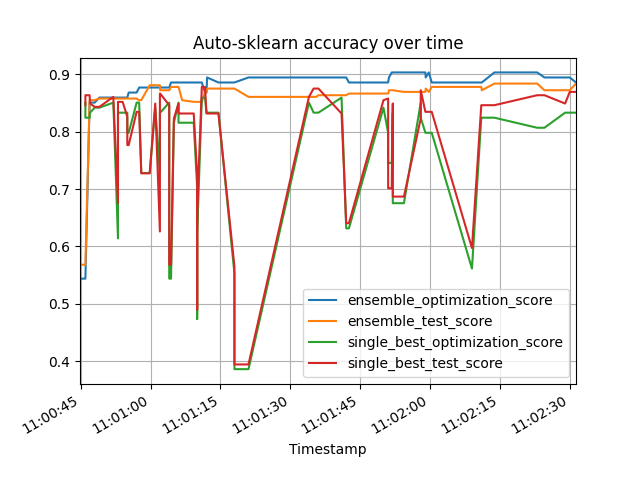 Auto-sklearn accuracy over time
0.9
0.8
0.7
0.6
0.5
0.4
ensemble_optimization_score
ensemble_test_score
single_best_optimization_score
single_best_test_score
11:00:45
11:01:00
11:01:15
11:01:30
11:01:45
11:02:00
11:02:15
11:02:30
Timestamp